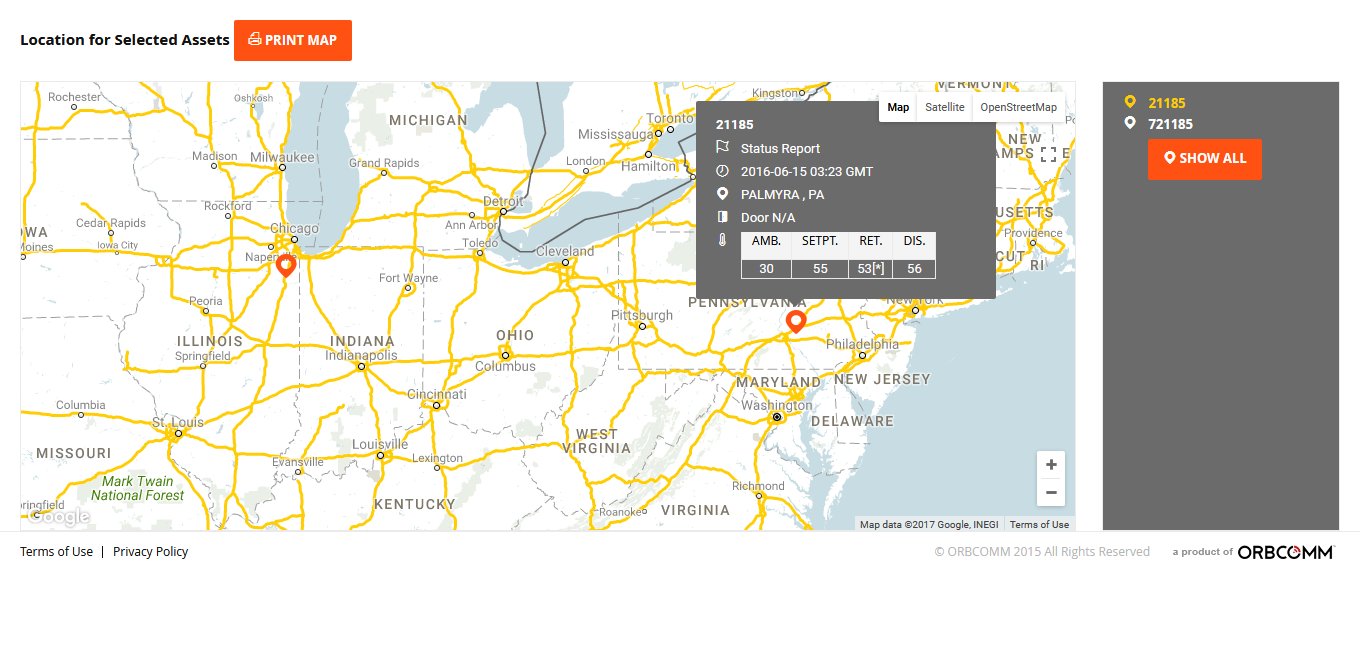 Location for Selected Assets
PRINT MAP
Rochester
Oshkosh
MICHIGAN
Kingston
VERMONT
Map
Satellite
OpenStreetMap
21185
721185
SHOW ALL
21185
Status Report
2016-06-15 03:23 GMT
PALMYRA , PA
Door N/A
AMB. SETPT. RET. DIS.
30 55 53[*] 56
Toronto
Mississauga
Hamilton
London
NEW
Madison
Milwaukee
Grand Rapids
Rockford
Detroit
Ann Arbor
Cedar Rapids
Iowa City
Chicago
Toledo
Cleveland
Providence
RI
Fort Wayne
Peoria
PENNSYLVANIA
New York
Pittsburgh
ILLINOIS
Springfield
INDIANA
Indianapolis
OHIO
Columbus
Philadelphia
MARYLAND
NEW JERSEY
Cincinnati
Columbia
Washington
DELAWARE
St. Louis
MISSOURI
Louisville
WEST
VIRGINIA
Evansville
Lexington
Mark Twain
National Forest
Richmond
KENTUCKY
Roanoke
VIRGINIA
Google
+
−
Map data ©2017 Google, INEGI
Terms of Use
Terms of Use | Privacy Policy
© ORBCOMM 2015 All Rights Reserved
a product of ORBCOMM